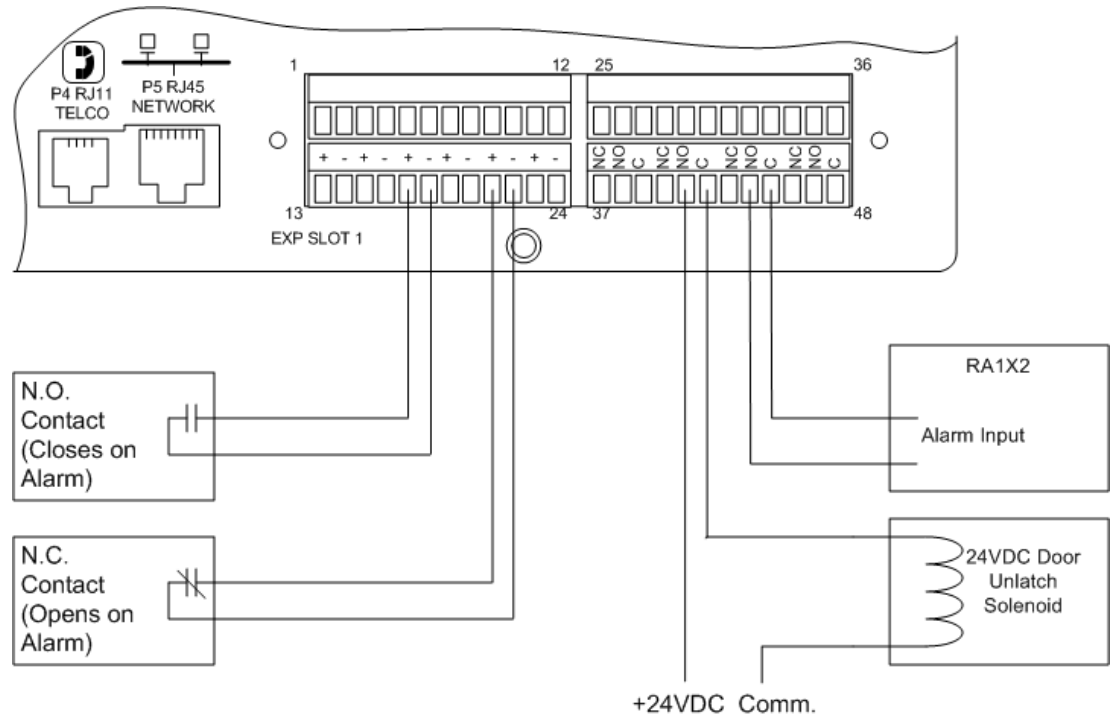 P4 RJ11
TELCO
P5 RJ45
NETWORK
1
12
25
36
+ - + - + - + - + - + -
NC NO C NC NO C NC NO C NC NO C
13
24
37
48
EXP SLOT 1
N.O.
Contact
(Closes on
Alarm)
N.C.
Contact
(Opens on
Alarm)
RA1X2
Alarm Input
24VDC Door
Unlatch
Solenoid
+24VDC Comm.